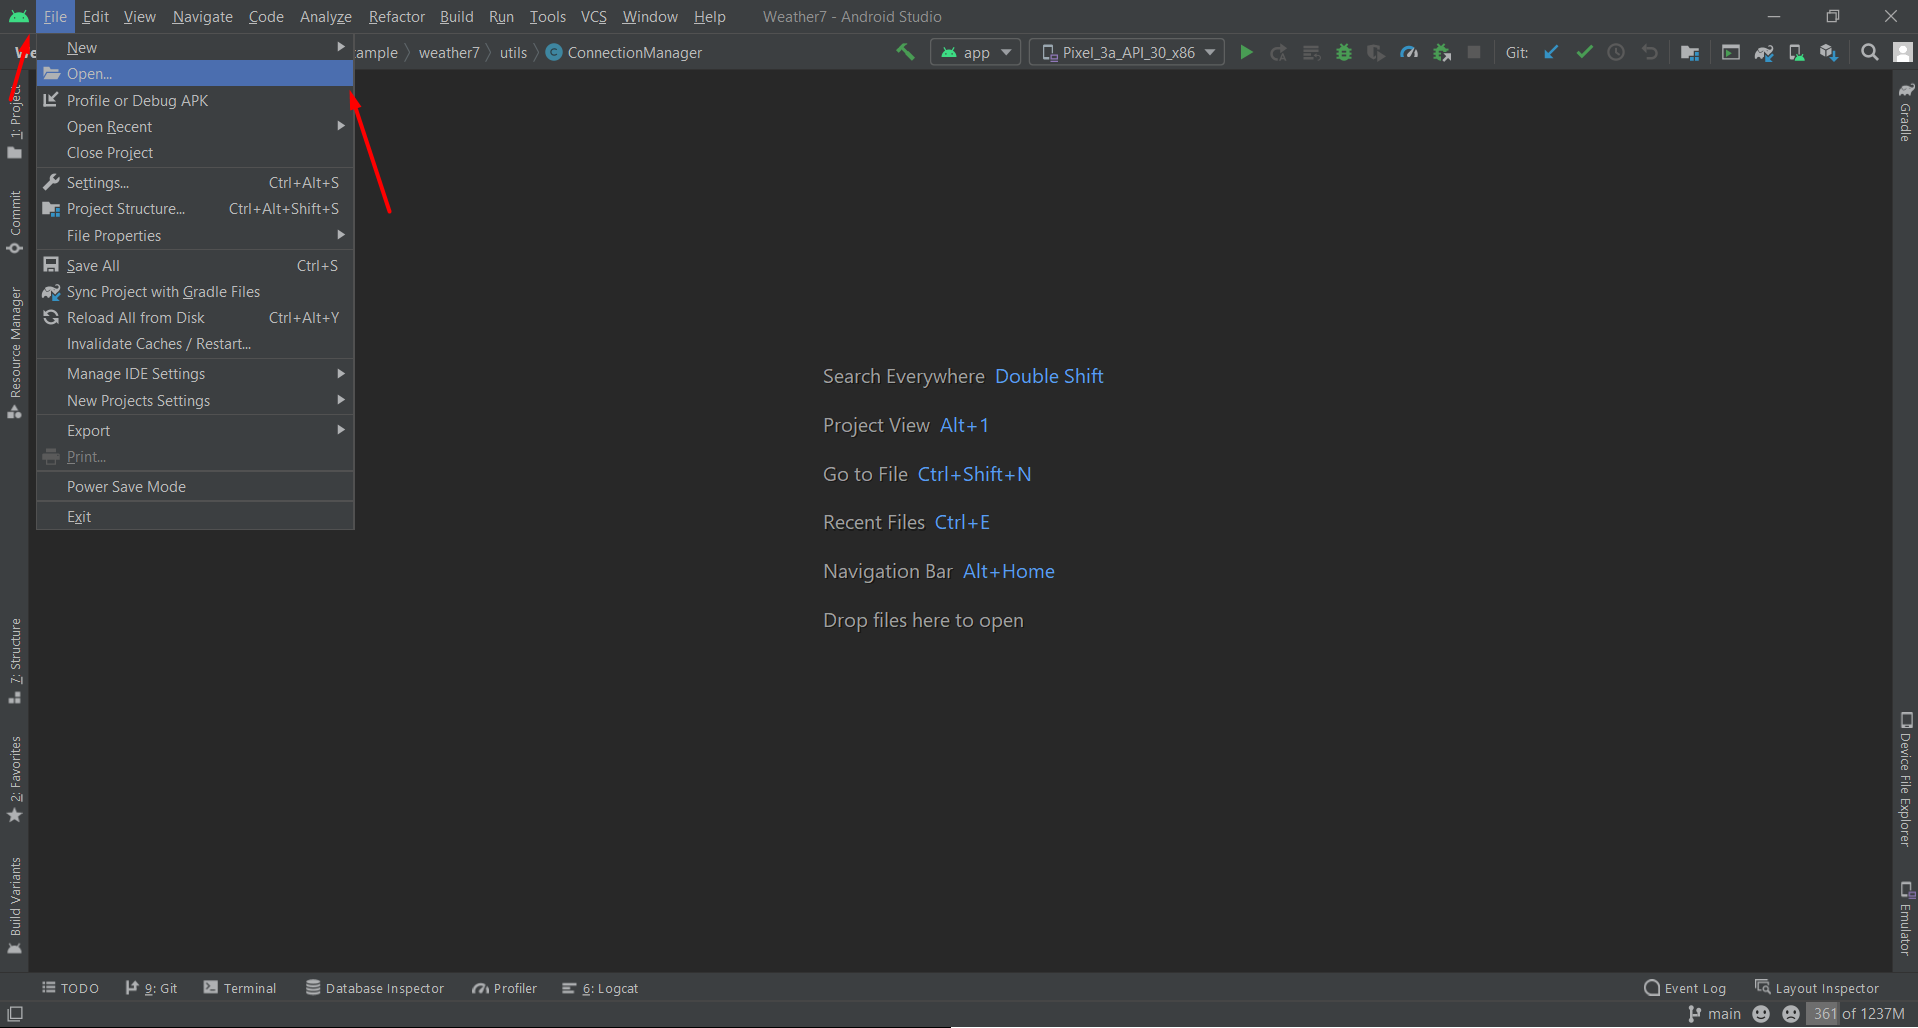 File Edit View Navigate Code Analyze Refactor Build Run Tools VCS Window Help Weather7 - Android Studio
We ample weather7 utils ConnectionManager app Pixel_3a_API_30_x86 Git:
New
Open...
Profile or Debug APK
Open Recent
Close Project
Settings... Ctrl+Alt+S
Project Structure... Ctrl+Alt+Shift+S
File Properties
Save All Ctrl+S
Sync Project with Gradle Files
Reload All from Disk Ctrl+Alt+Y
Invalidate Caches / Restart...
Manage IDE Settings
New Projects Settings
Export
Print...
Power Save Mode
Exit
1: Project
Commit
Resource Manager
7: Structure
2: Favorites
Build Variants
Search Everywhere Double Shift
Project View Alt+1
Go to File Ctrl+Shift+N
Recent Files Ctrl+E
Navigation Bar Alt+Home
Drop files here to open
Gradle
Device File Explorer
Emulator
TODO 9: Git Terminal Database Inspector Profiler 6: Logcat Event Log Layout Inspector
main 361 of 1237M